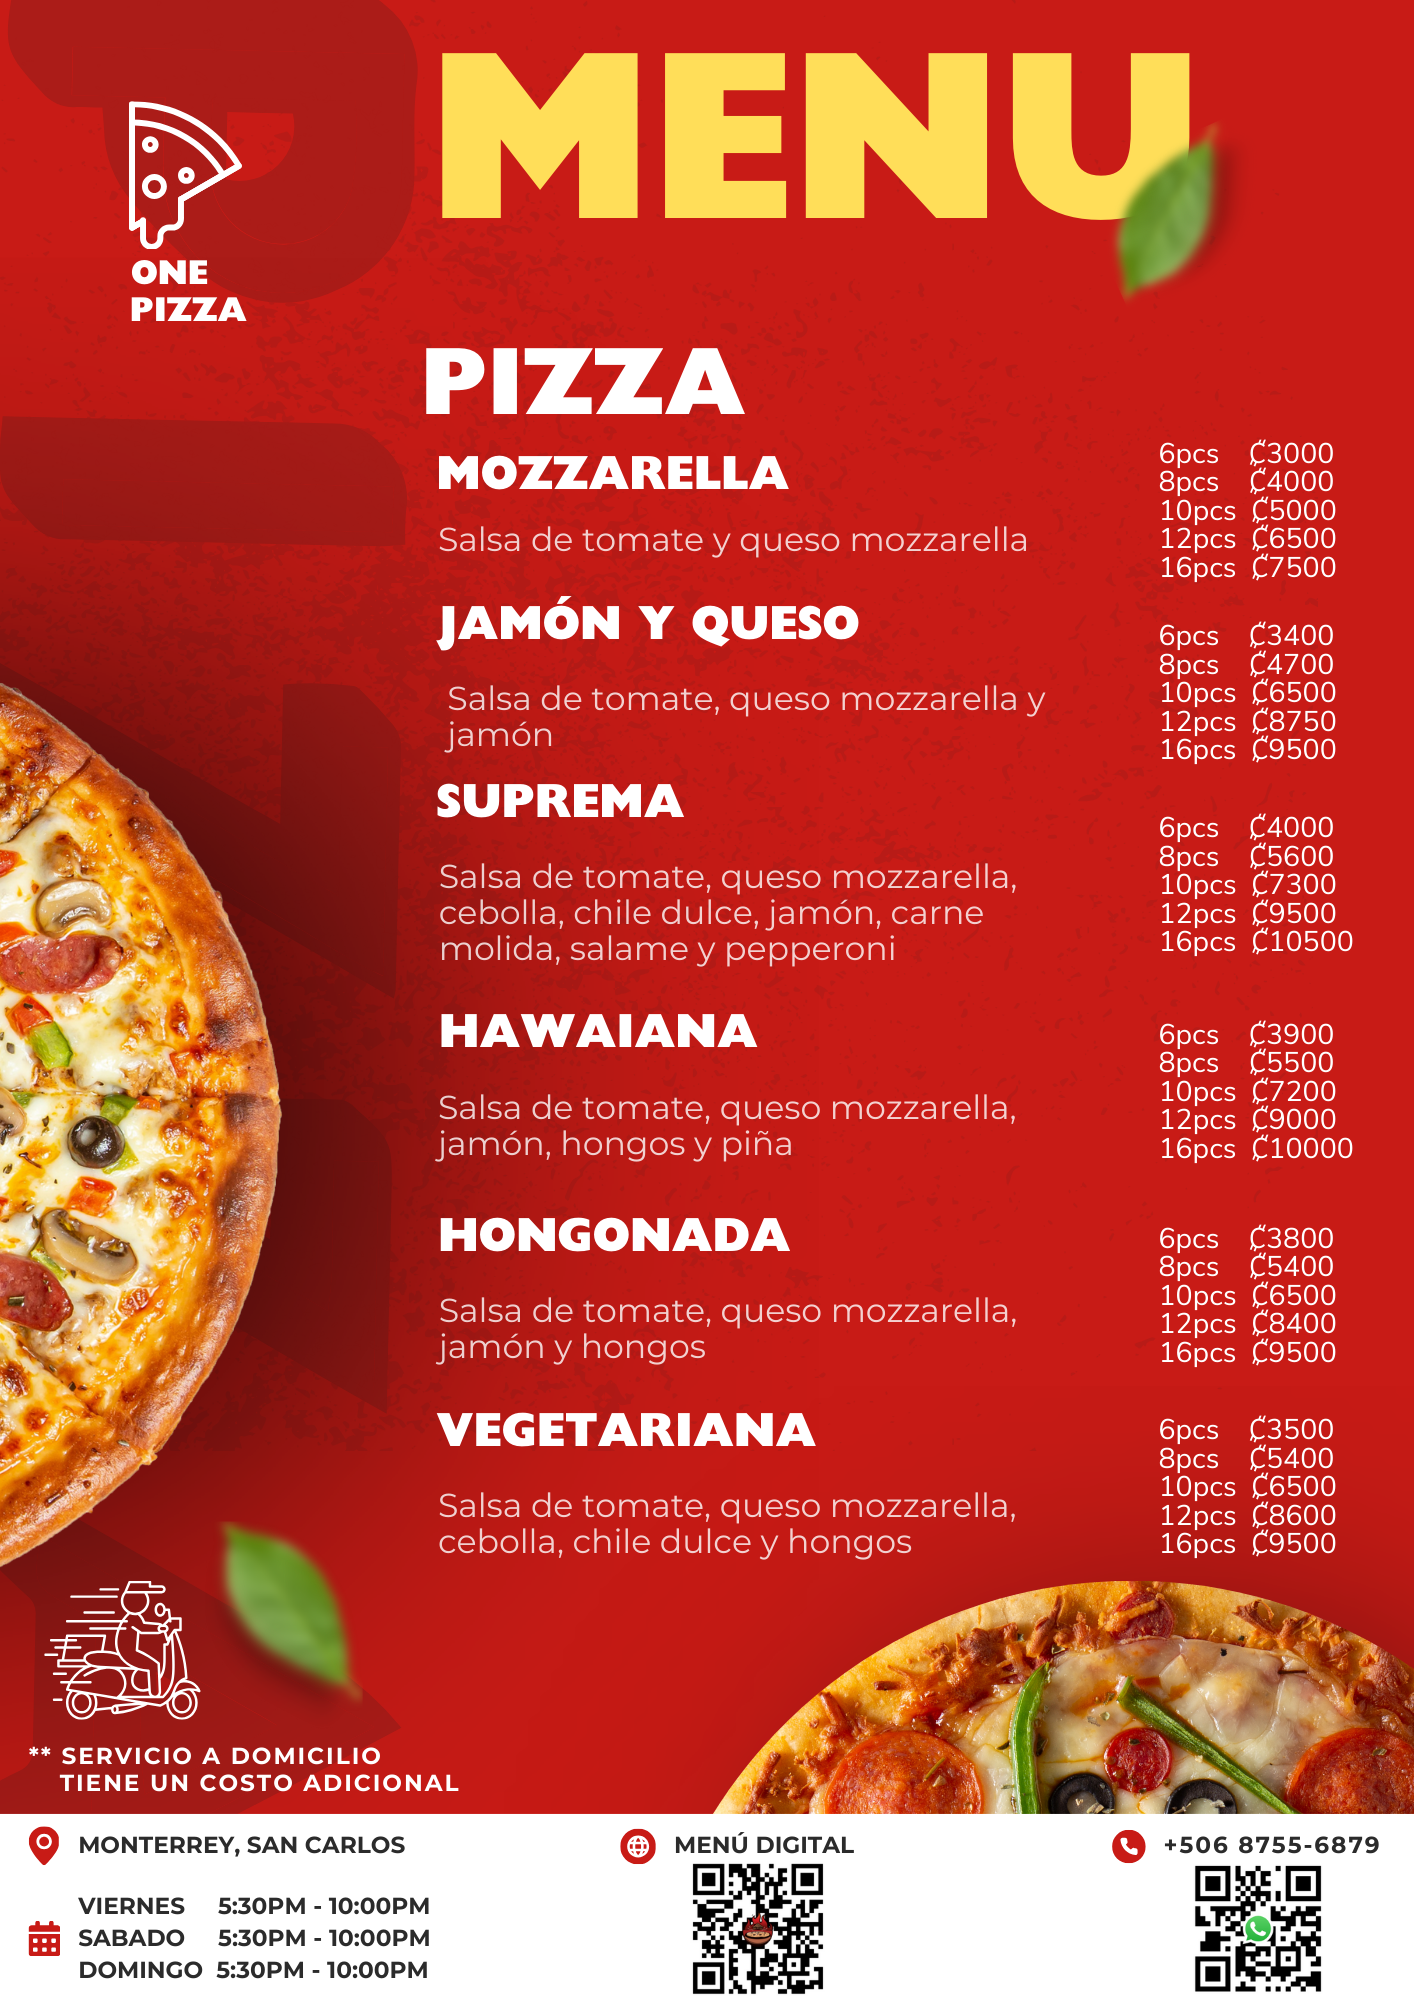 MENU
ONE
PIZZA
PIZZA
MOZZARELLA
Salsa de tomate y queso mozzarella
6pcs ₡3000
8pcs ₡4000
10pcs ₡5000
12pcs ₡6500
16pcs ₡7500
JAMÓN Y QUESO
Salsa de tomate, queso mozzarella y
jamón
6pcs ₡3400
8pcs ₡4700
10pcs ₡6500
12pcs ₡8750
16pcs ₡9500
SUPREMA
Salsa de tomate, queso mozzarella,
cebolla, chile dulce, jamón, carne
molida, salame y pepperoni
6pcs ₡4000
8pcs ₡5600
10pcs ₡7300
12pcs ₡9500
16pcs ₡10500
HAWAIANA
Salsa de tomate, queso mozzarella,
jamón, hongos y piña
6pcs ₡3900
8pcs ₡5500
10pcs ₡7200
12pcs ₡9000
16pcs ₡10000
HONGONADA
Salsa de tomate, queso mozzarella,
jamón y hongos
6pcs ₡3800
8pcs ₡5400
10pcs ₡6500
12pcs ₡8400
16pcs ₡9500
VEGETARIANA
Salsa de tomate, queso mozzarella,
cebolla, chile dulce y hongos
6pcs ₡3500
8pcs ₡5400
10pcs ₡6500
12pcs ₡8600
16pcs ₡9500
** SERVICIO A DOMICILIO
TIENE UN COSTO ADICIONAL
MONTERREY, SAN CARLOS
VIERNES 5:30PM - 10:00PM
SABADO 5:30PM - 10:00PM
DOMINGO 5:30PM - 10:00PM
MENÚ DIGITAL
+506 8755-6879